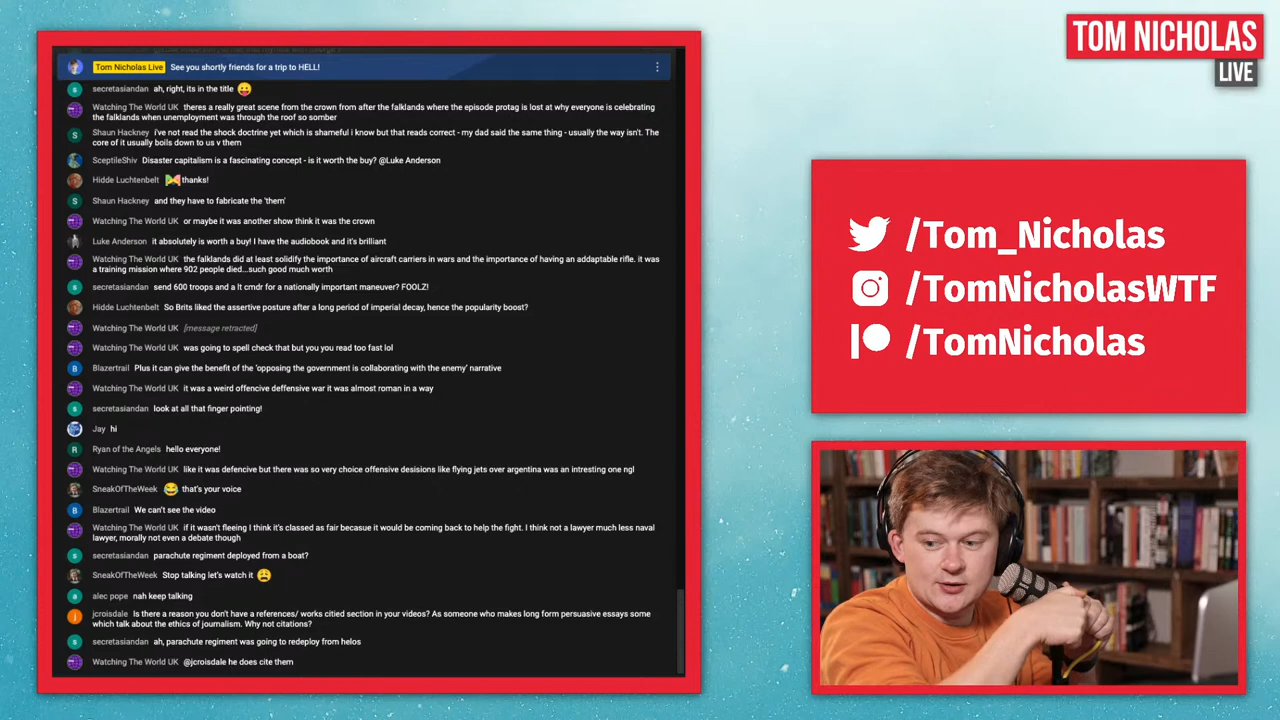 TOM NICHOLAS
LIVE
Tom Nicholas Live See you shortly friends for a trip to HELL!
secretasiandan ah, right, its in the title
Watching The World UK theres a really great scene from the crown from after the falklands where the episode protag is lost at why everyone is celebrating
the falklands when unemployment was through the roof so somber
Shaun Hackney i've not read the shock doctrine yet which is shameful i know but that reads correct - my dad said the same thing - usually the way isn't. The
core of it usually boils down to us v them
SceptileShiv Disaster capitalism is a fascinating concept - is it worth the buy? @Luke Anderson
Hidde Luchtenbelt thanks!
Shaun Hackney and they have to fabricate the 'them'
Watching The World UK or maybe it was another show think it was the crown
Luke Anderson it absolutely is worth a buy! I have the audiobook and it's brilliant
Watching The World UK the falklands did at least solidify the importance of aircraft carriers in wars and the importance of having an addaptable rifle. it was
a training mission where 902 people died...such good much worth
secretasiandan send 600 troops and a lt cmdr for a nationally important maneuver? FOOLZ!
Hidde Luchtenbelt So Brits liked the assertive posture after a long period of imperial decay, hence the popularity boost?
Watching The World UK [message retracted]
Watching The World UK was going to spell check that but you you read too fast lol
B Blazertrail Plus it can give the benefit of the 'opposing the government is collaborating with the enemy' narrative
Watching The World UK it was a weird offencive deffensive war it was almost roman in a way
secretasiandan look at all that finger pointing!
Jay hi
R Ryan of the Angels hello everyone!
Watching The World UK like it was defencive but there was so very choice offensive desisions like flying jets over argentina was an intresting one ngl
SneakOfTheWeek that's your voice
B Blazertrail We can't see the video
Watching The World UK if it wasn't fleeing I think it's classed as fair becasue it would be coming back to help the fight. I think not a lawyer much less naval
lawyer, morally not even a debate though
secretasiandan parachute regiment deployed from a boat?
SneakOfTheWeek Stop talking let's watch it
a alec pope nah keep talking
j jcroisdale Is there a reason you don't have a references/ works citied section in your videos? As someone who makes long form persuasive essays some
which talk about the ethics of journalism. Why not citations?
secretasiandan ah, parachute regiment was going to redeploy from helos
Watching The World UK @jcroisdale he does cite them
/Tom_Nicholas
/TomNicholasWTF
/TomNicholas